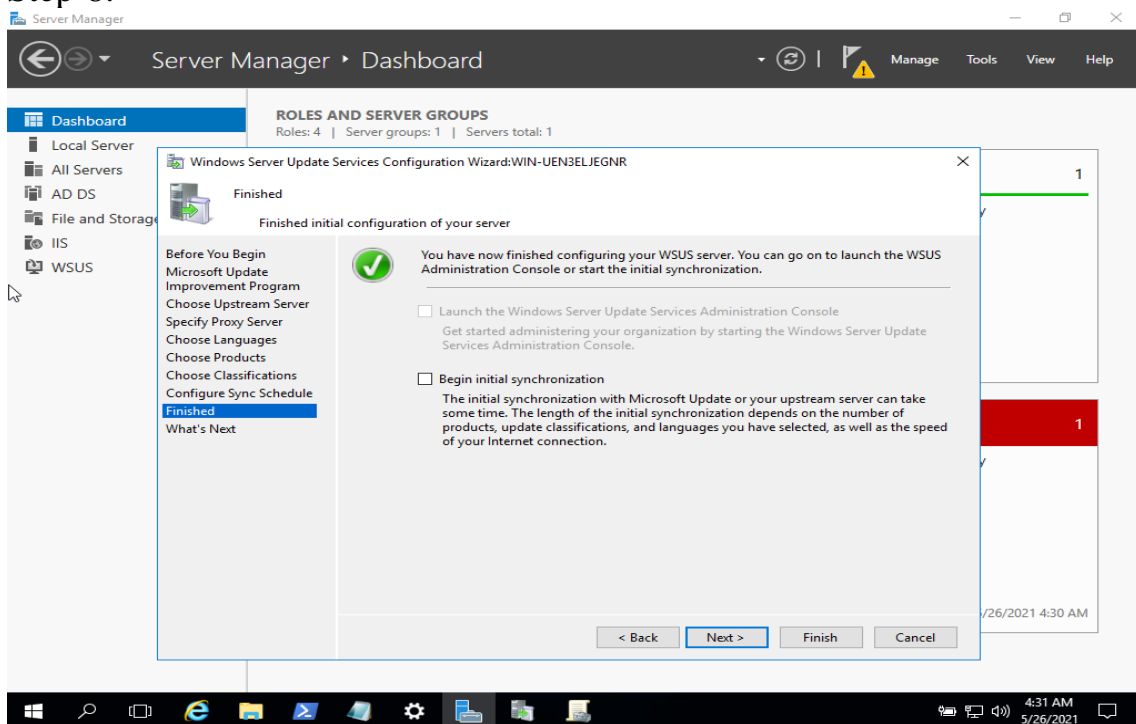 Server Manager
Server Manager ‣ Dashboard
Manage Tools View Help
Dashboard
Local Server
All Servers
AD DS
File and Storage
IIS
WSUS
ROLES AND SERVER GROUPS
Roles: 4 | Server groups: 1 | Servers total: 1
1
Windows Server Update Services Configuration Wizard:WIN-UEN3ELJEGNR
Finished
Finished initial configuration of your server
Before You Begin
Microsoft Update
Improvement Program
Choose Upstream Server
Specify Proxy Server
Choose Languages
Choose Products
Choose Classifications
Configure Sync Schedule
Finished
What's Next
You have now finished configuring your WSUS server. You can go on to launch the WSUS
Administration Console or start the initial synchronization.
Launch the Windows Server Update Services Administration Console
Get started administering your organization by starting the Windows Server Update
Services Administration Console.
Begin initial synchronization
The initial synchronization with Microsoft Update or your upstream server can take
some time. The length of the initial synchronization depends on the number of
products, update classifications, and languages you have selected, as well as the speed
of your Internet connection.
1
/26/2021 4:30 AM
< Back Next > Finish Cancel
4:31 AM
5/26/2021